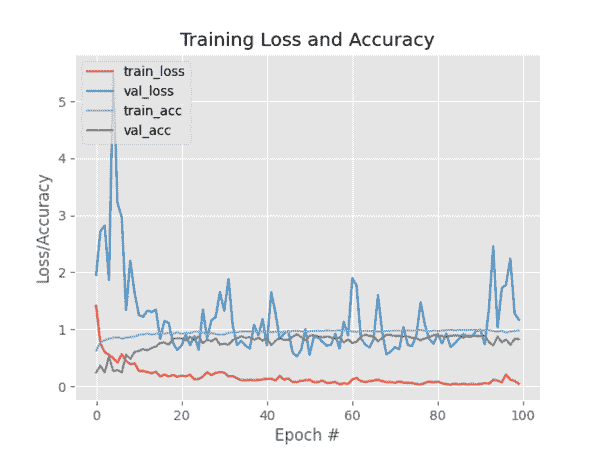 Training Loss and Accuracy
train_loss
val_loss
train_acc
val_acc
Loss/Accuracy
5
4
3
2
1
0
0 20 40 60 80 100
Epoch #